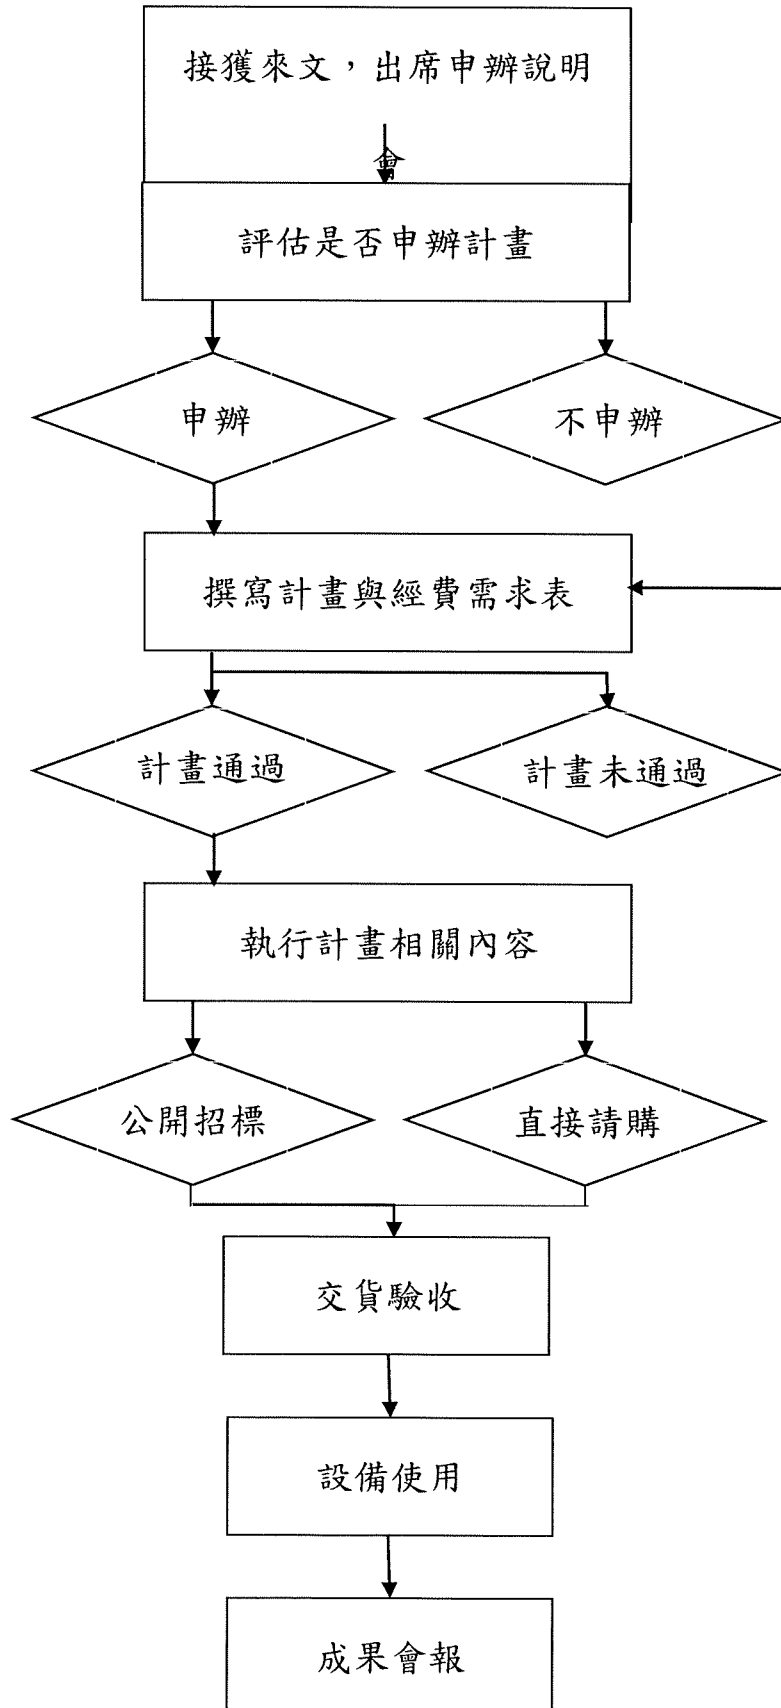 接獲來文，出席申辦說明
會
評估是否申辦計畫
申辦
不申辦
撰寫計畫與經費需求表
計畫通過
計畫未通過
執行計畫相關內容
公開招標
直接請購
交貨驗收
設備使用
成果會報